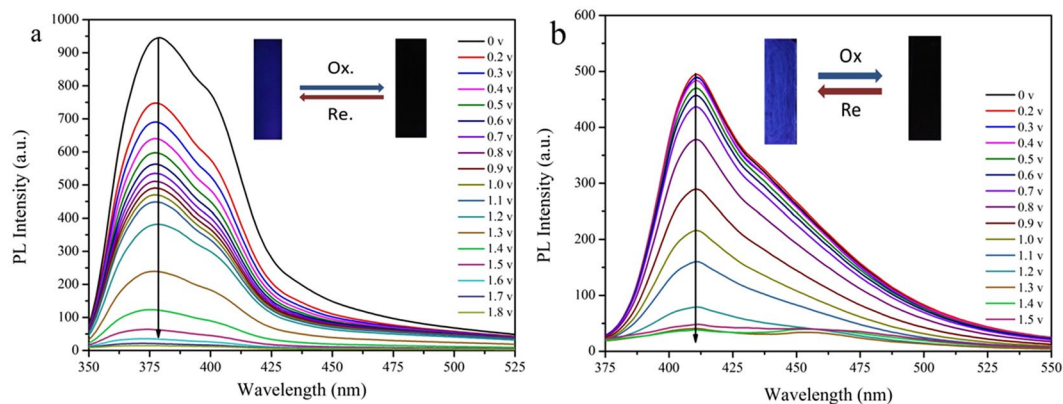 a
PL Intensity (a.u.)
1000
900
800
700
600
500
400
300
200
100
0
350
375
400
425
450
475
500
525
Wavelength (nm)
Ox.
Re.
0 v
0.2 v
0.3 v
0.4 v
0.5 v
0.6 v
0.7 v
0.8 v
0.9 v
1.0 v
1.1 v
1.2 v
1.3 v
1.4 v
1.5 v
1.6 v
1.7 v
1.8 v
b
PL Intensity (a.u.)
600
500
400
300
200
100
0
375
400
425
450
475
500
525
550
Wavelength (nm)
Ox
Re
0 v
0.2 v
0.3 v
0.4 v
0.5 v
0.6 v
0.7 v
0.8 v
0.9 v
1.0 v
1.1 v
1.2 v
1.3 v
1.4 v
1.5 v